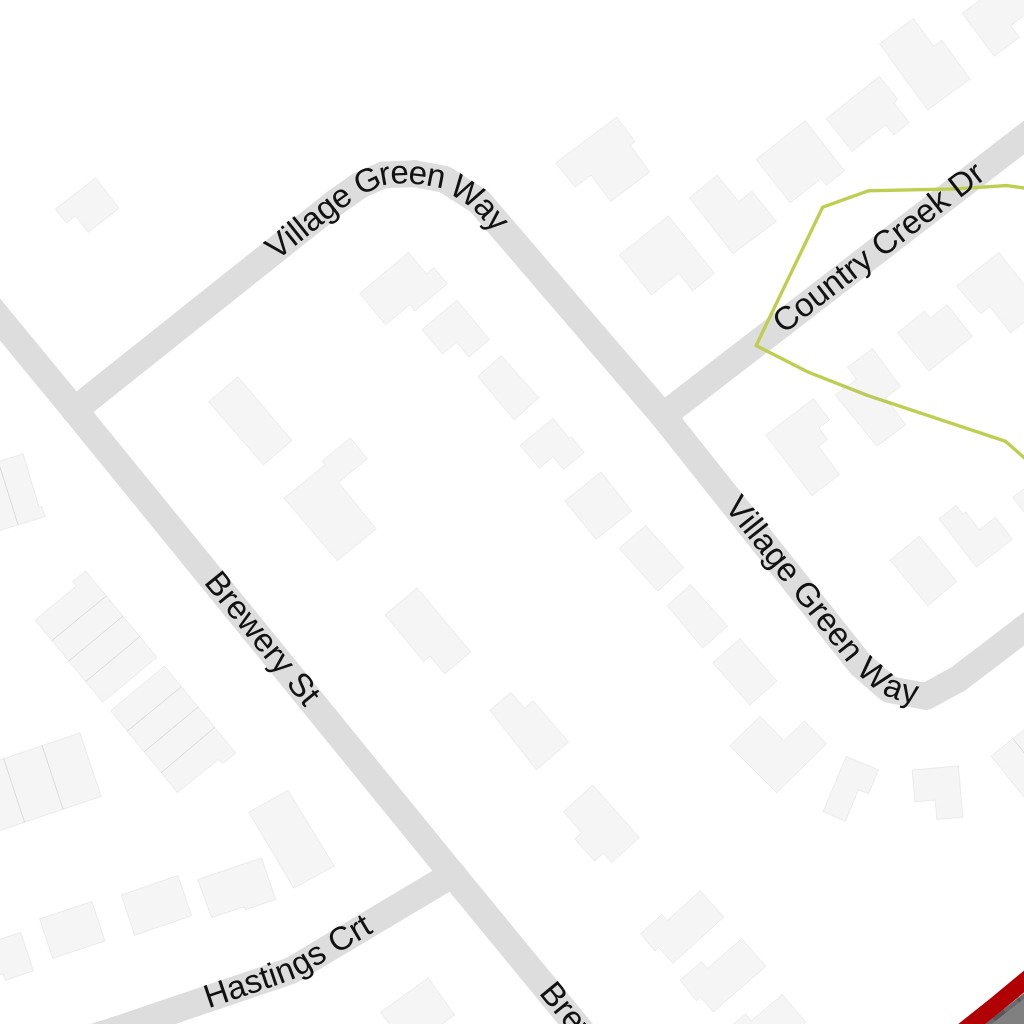 Village Green Way
Country Creek Dr
Village Green Way
Brewery St
Hastings Crt